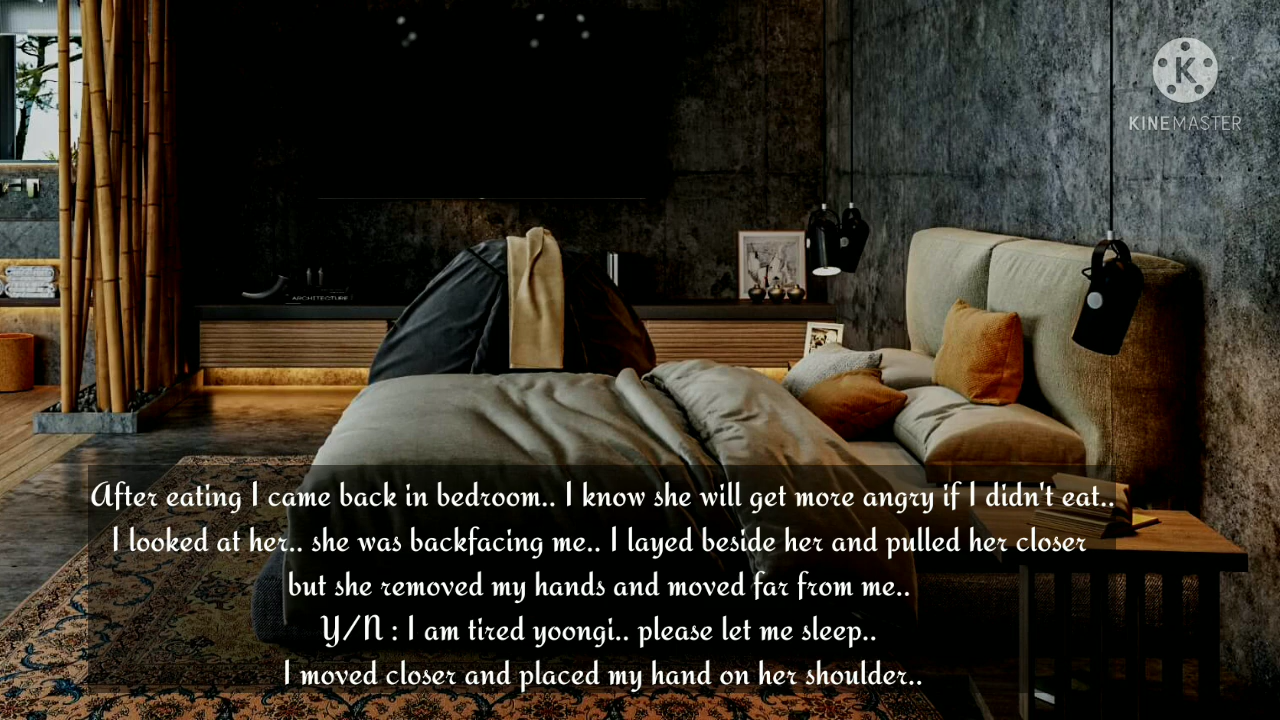 K
KINEMASTER
ARCHITECTURE
After eating I came back in bedroom.. I know she will get more angry if I didn't eat..
I looked at her.. she was backfacing me.. I layed beside her and pulled her closer
but she removed my hands and moved far from me..
Y/N : I am tired yoongi.. please let me sleep..
I moved closer and placed my hand on her shoulder..